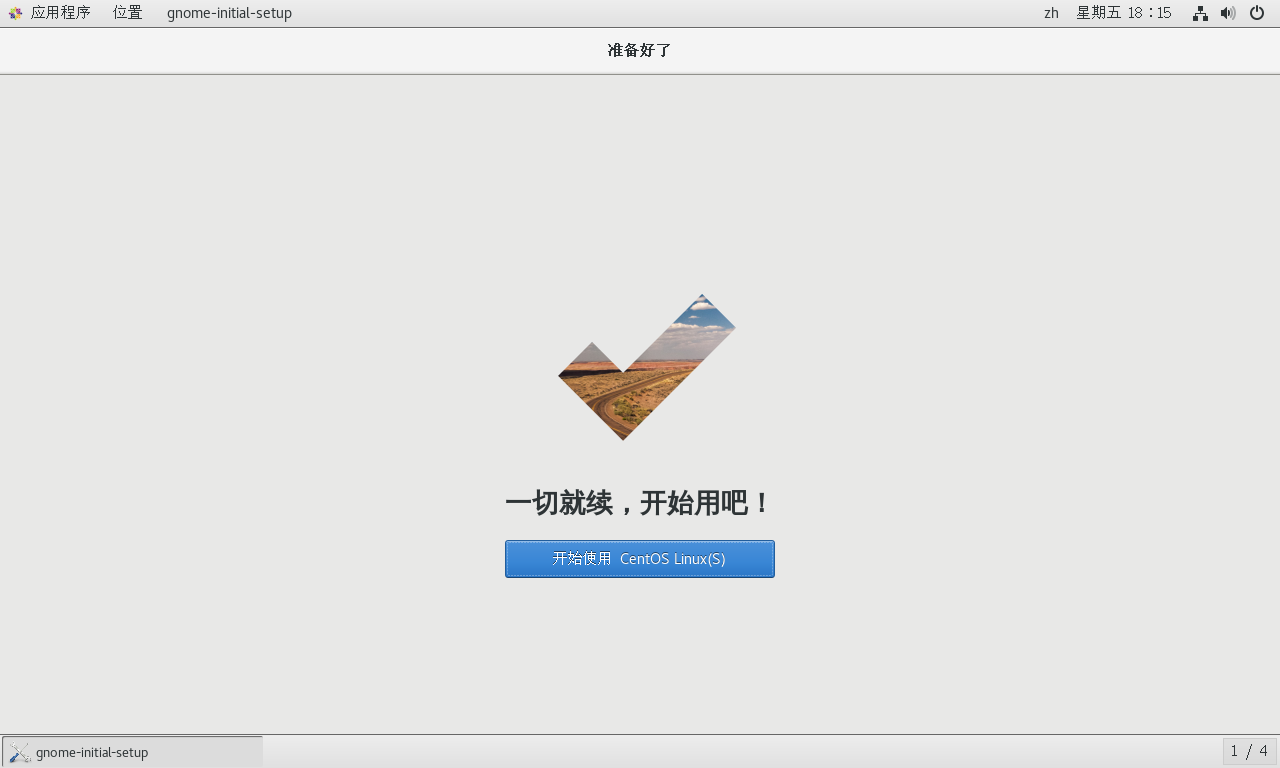 应用程序 位置 gnome-initial-setup zh 星期五 18：15
准备好了
一切就续，开始用吧！
开始使用 CentOS Linux(S)
gnome-initial-setup 1 / 4